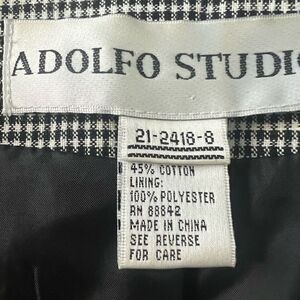 ADOLFO STUDIO
21-2418-8
45% COTTON
LINING:
100% POLYESTER
RN 88842
MADE IN CHINA
SEE REVERSE
FOR CARE